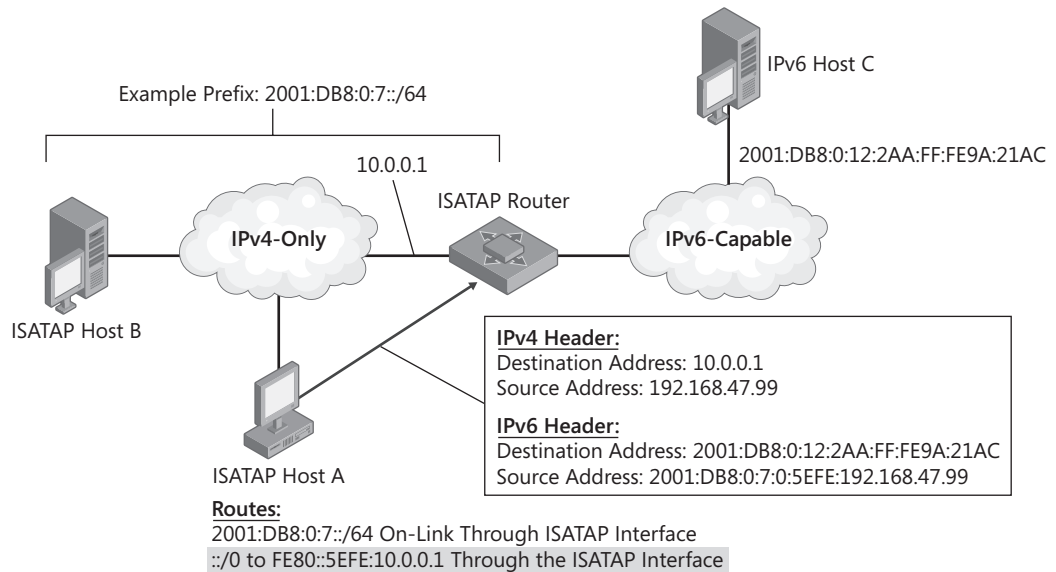 IPv6 Host C
Example Prefix: 2001:DB8:0:7::/64
2001:DB8:0:12:2AA:FF:FE9A:21AC
10.0.0.1
ISATAP Router
IPv4-Only
IPv6-Capable
ISATAP Host B
IPv4 Header:
Destination Address: 10.0.0.1
Source Address: 192.168.47.99
IPv6 Header:
Destination Address: 2001:DB8:0:12:2AA:FF:FE9A:21AC
Source Address: 2001:DB8:0:7:0:5EFE:192.168.47.99
ISATAP Host A
Routes:
2001:DB8:0:7::/64 On-Link Through ISATAP Interface
::/0 to FE80::5EFE:10.0.0.1 Through the ISATAP Interface